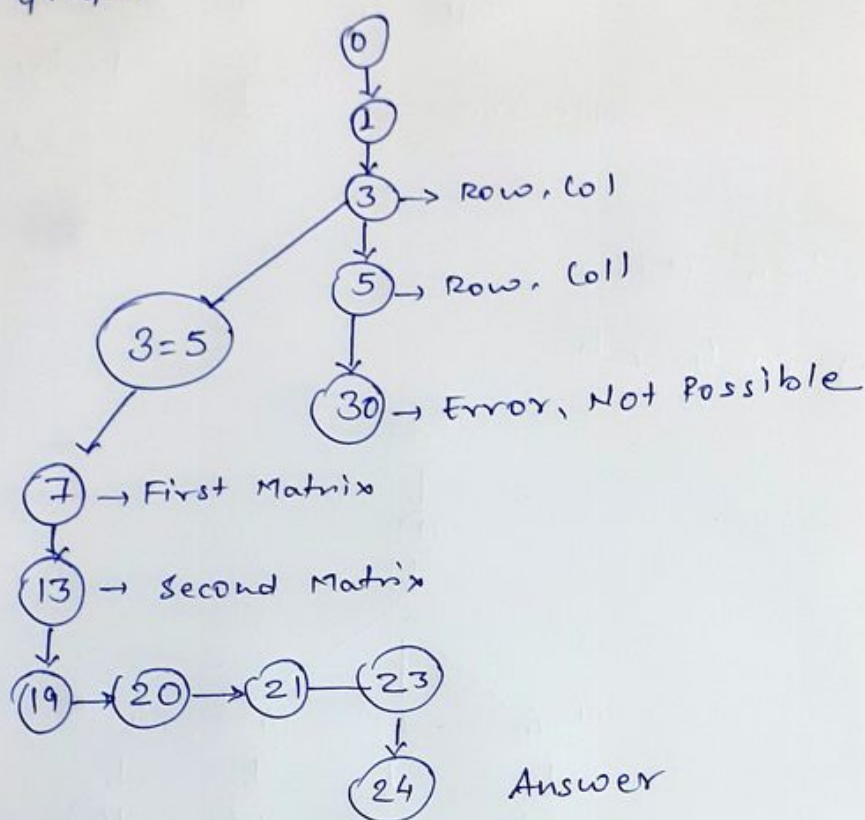 0
1
3 → Row, Col
5 → Row, Col1
3=5
30 → Error, Not Possible
7 → First Matrix
13 → Second Matrix
19 → 20 → 21 — 23
24 Answer